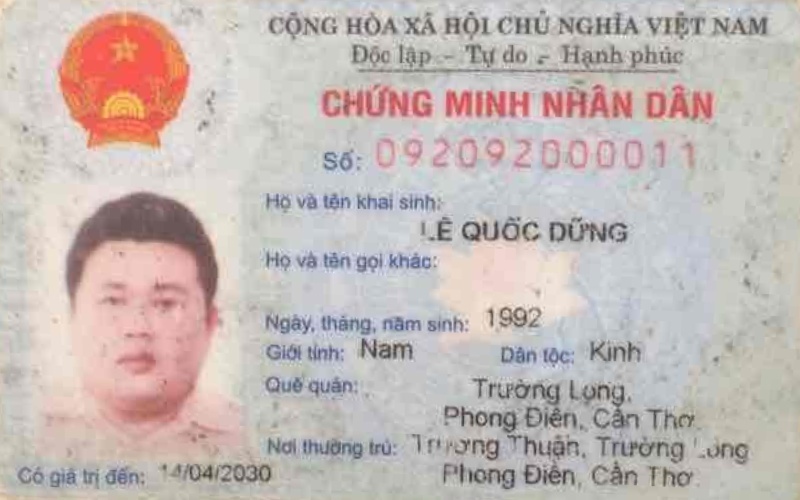 CỘNG HÒA XÃ HỘI CHỦ NGHĨA VIỆT NAM
Độc lập - Tự do - Hạnh phúc
CHỨNG MINH NHÂN DÂN
Số: 092092000011
Họ và tên khai sinh:
LÊ QUỐC DỮNG
Họ và tên gọi khác:
Ngày, tháng, năm sinh: 1992
Giới tính: Nam Dân tộc: Kinh
Quê quán: Trường Long,
Phong Điền, Cần Thơ
Nơi thường trú: Trường Thuận, Trường Long
Phong Điền, Cần Thơ
Có giá trị đến: 14/04/2030